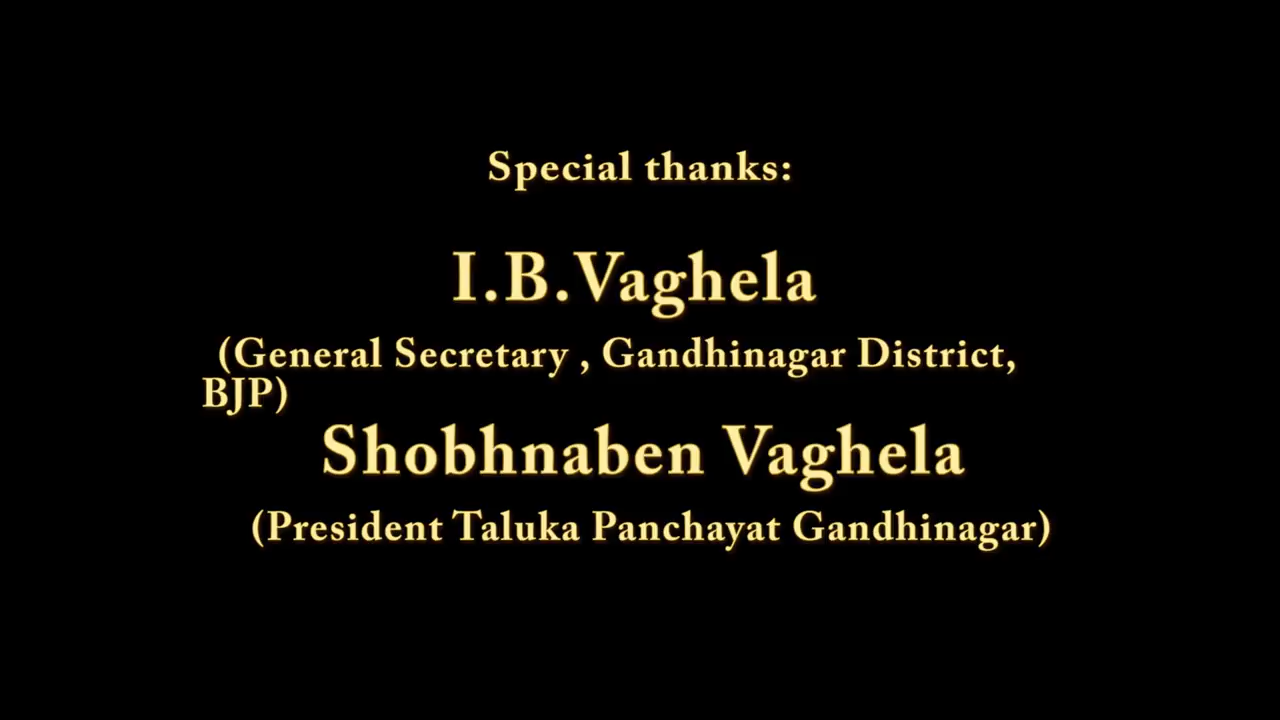 Special thanks:
I.B.Vaghela
(General Secretary , Gandhinagar District,
BJP)
Shobhnaben Vaghela
(President Taluka Panchayat Gandhinagar)